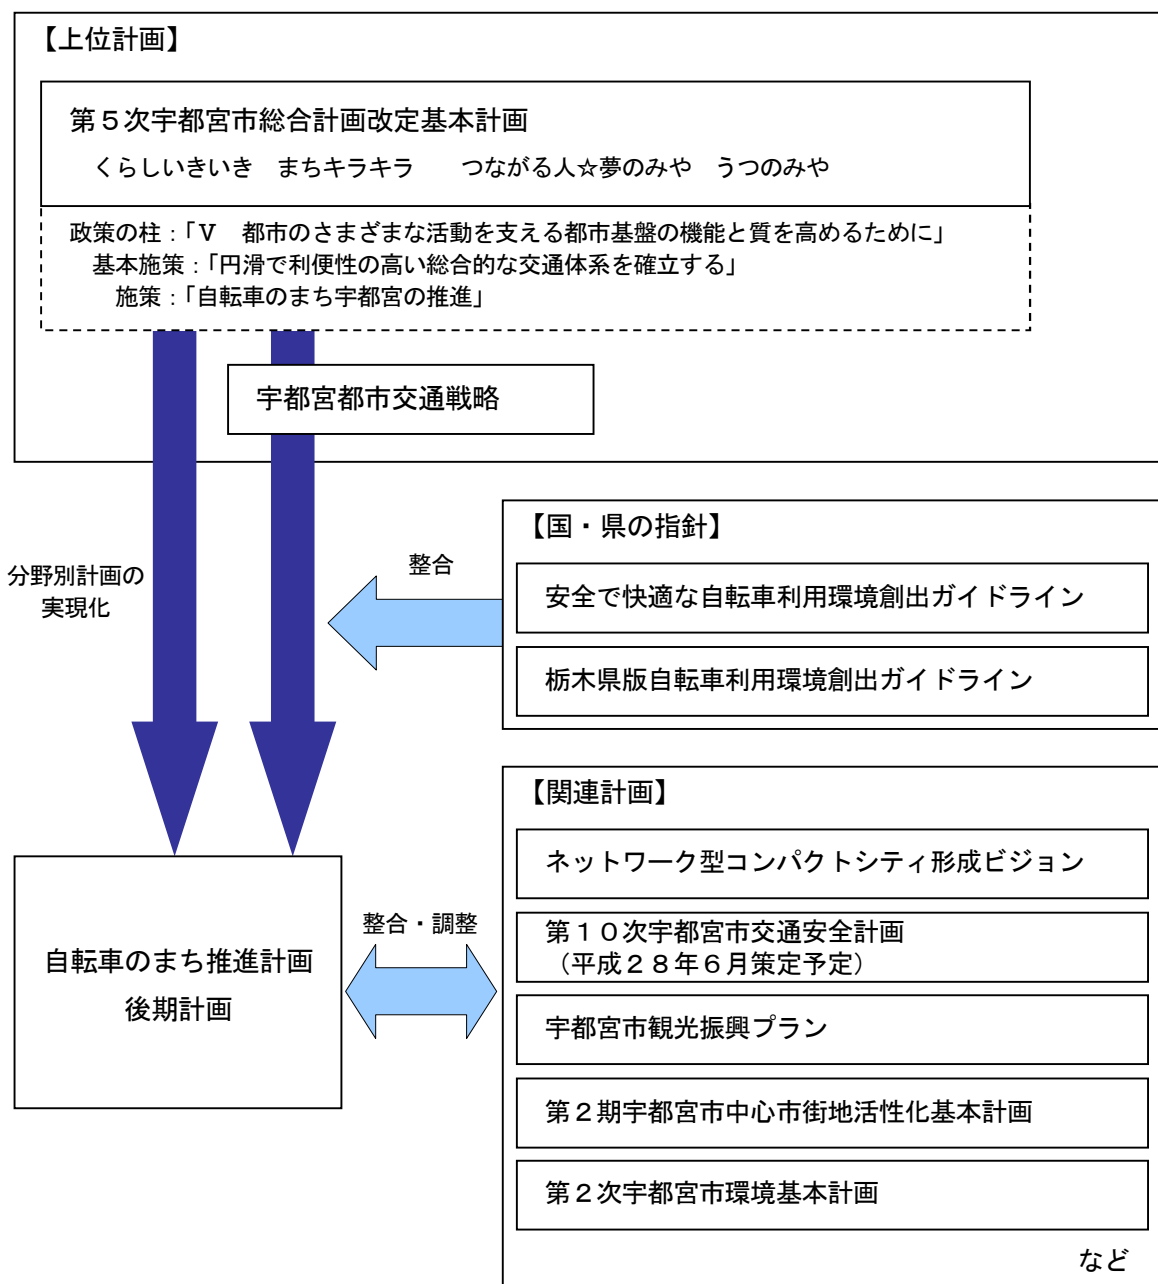 【上位計画】
第５次宇都宮市総合計画改定基本計画
くらしいきいき　まちキラキラ　　つながる人☆夢のみや　うつのみや
政策の柱：「Ⅴ　都市のさまざまな活動を支える都市基盤の機能と質を高めるために」
基本施策：「円滑で利便性の高い総合的な交通体系を確立する」
施策：「自転車のまち宇都宮の推進」
宇都宮都市交通戦略
分野別計画の
実現化
整合
【国・県の指針】
安全で快適な自転車利用環境創出ガイドライン
栃木県版自転車利用環境創出ガイドライン
自転車のまち推進計画
後期計画
整合・調整
【関連計画】
ネットワーク型コンパクトシティ形成ビジョン
第１０次宇都宮市交通安全計画
（平成２８年６月策定予定）
宇都宮市観光振興プラン
第２期宇都宮市中心市街地活性化基本計画
第２次宇都宮市環境基本計画
など